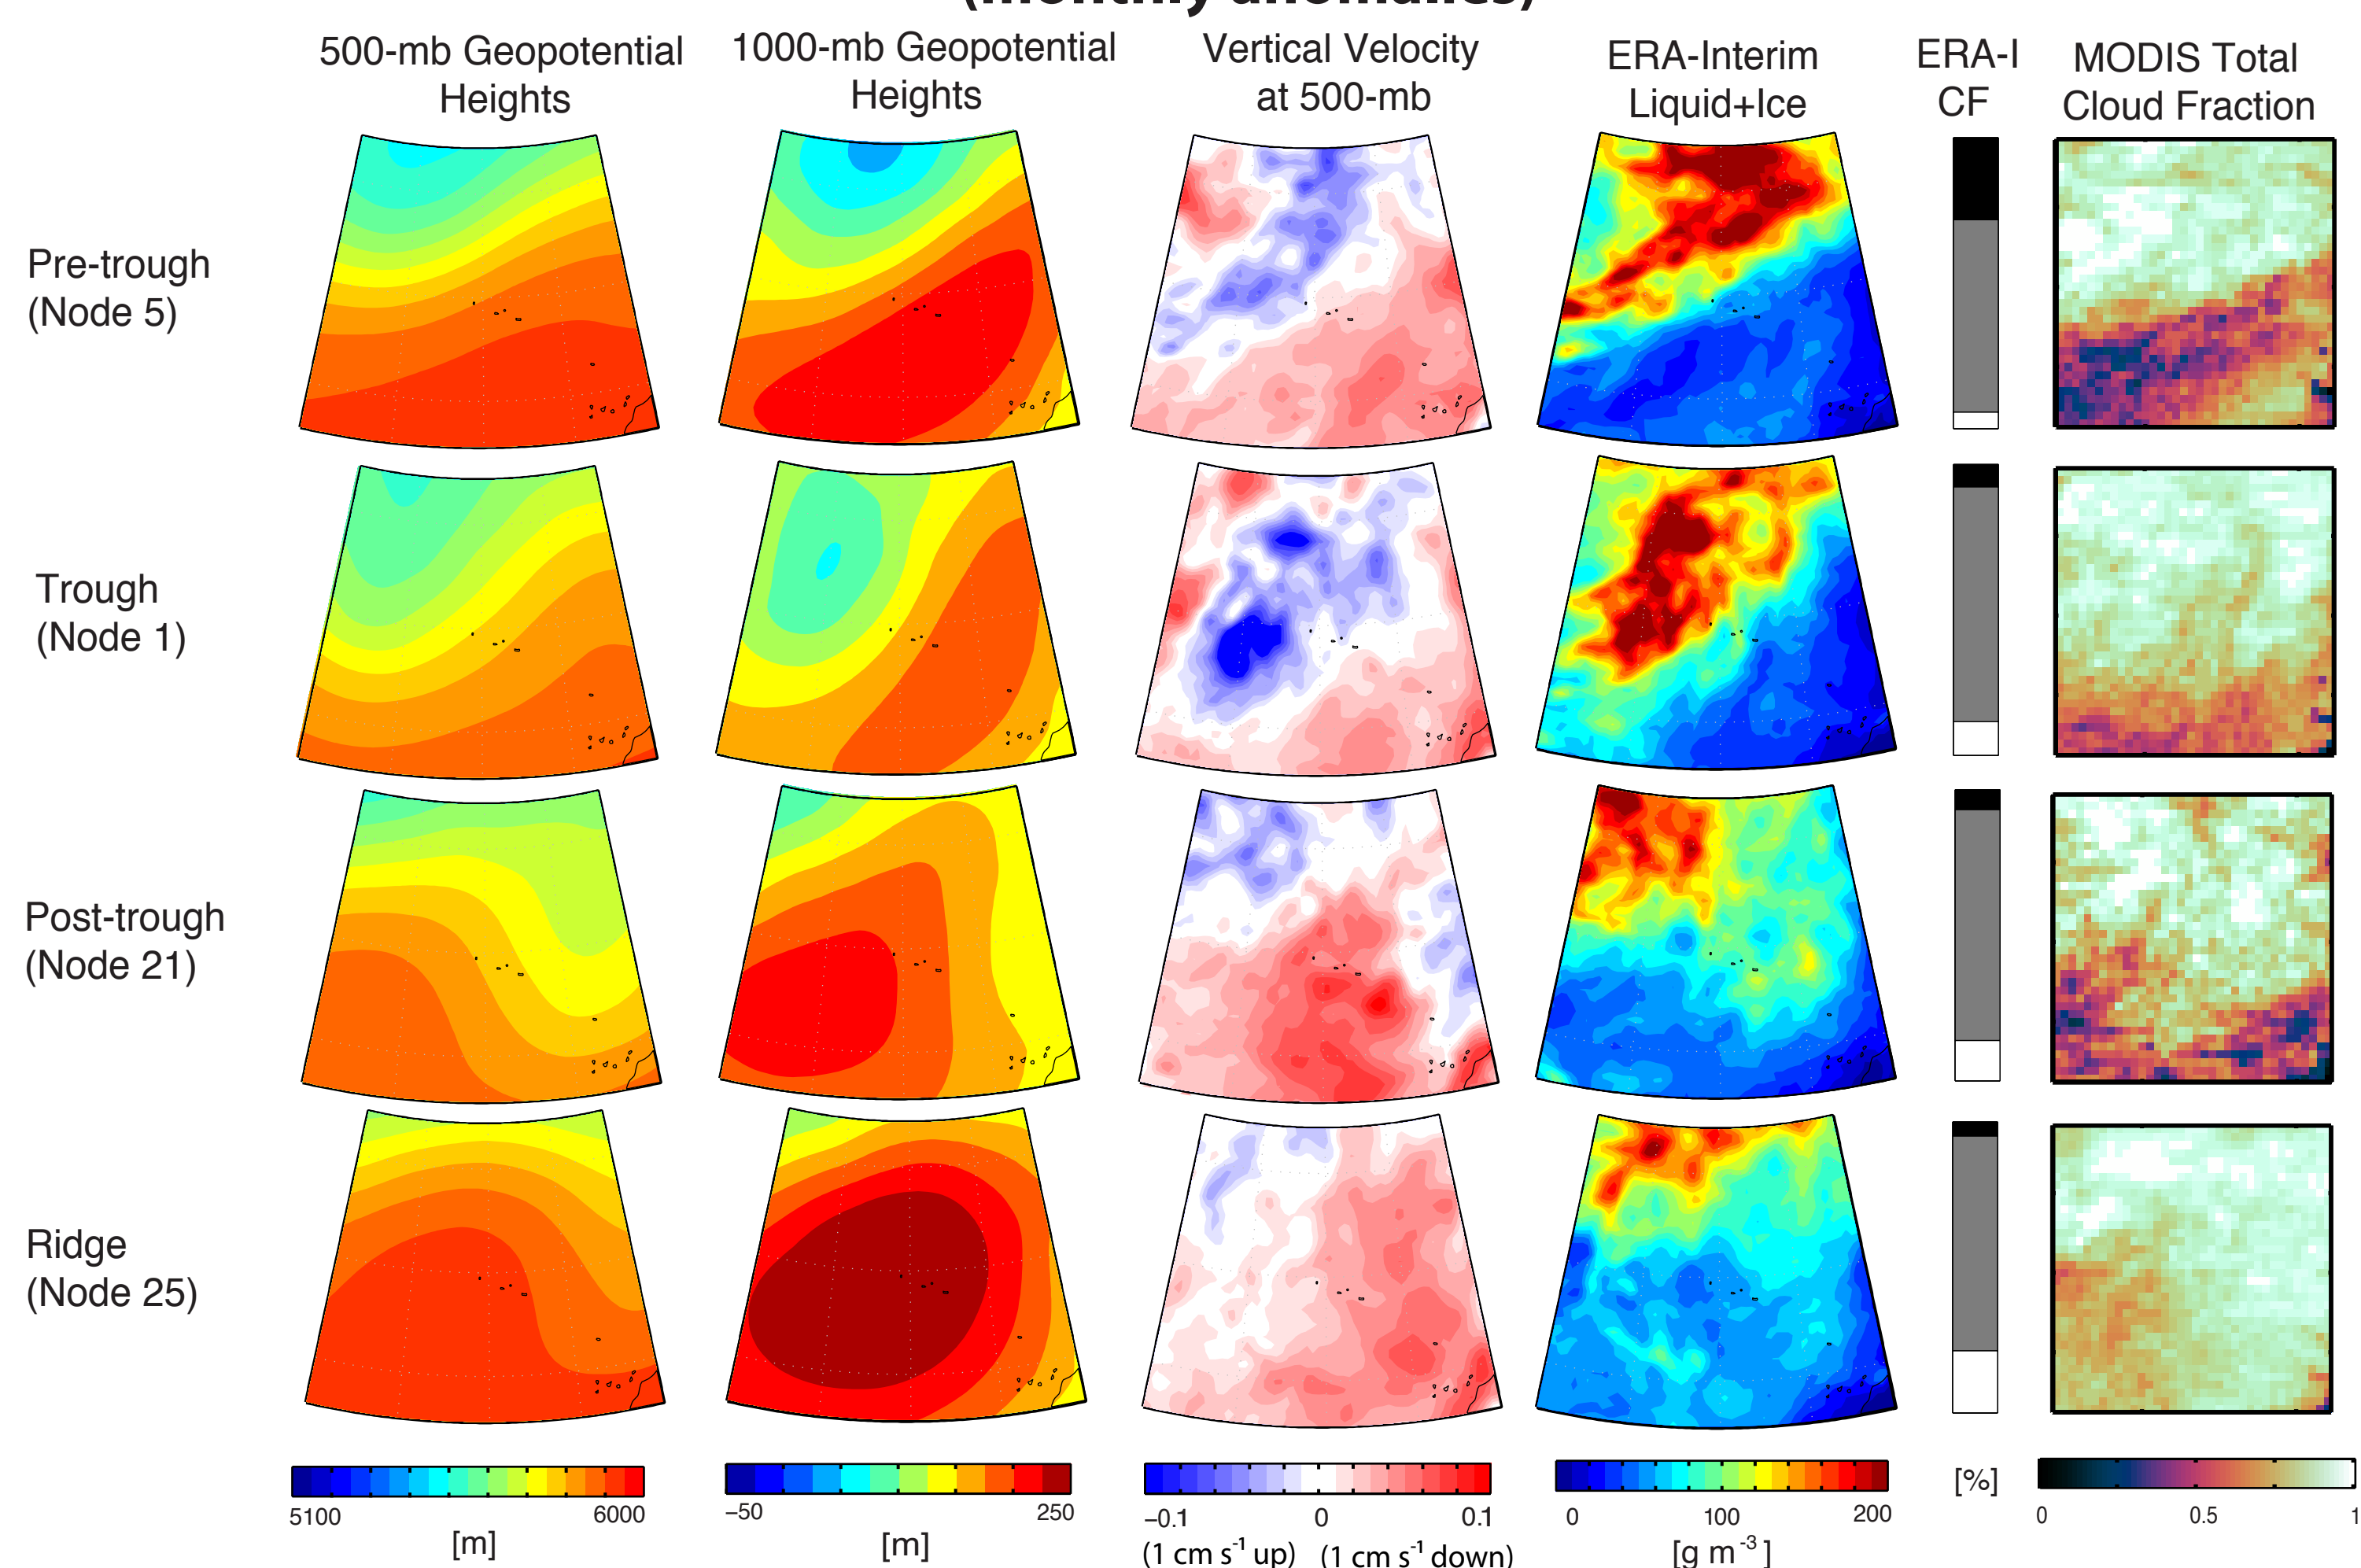 (monthly anomalies)
500-mb Geopotential
Heights
1000-mb Geopotential
Heights
Vertical Velocity
at 500-mb
ERA-Interim
Liquid+Ice
ERA-I
CF
MODIS Total
Cloud Fraction
Pre-trough
(Node 5)
Trough
(Node 1)
Post-trough
(Node 21)
Ridge
(Node 25)
5100 6000
[m]
−50 250
[m]
−0.1 0 0.1
(1 cm s⁻¹ up) (1 cm s⁻¹ down)
0 100 200
[g m⁻³]
[%]
0 0.5 1